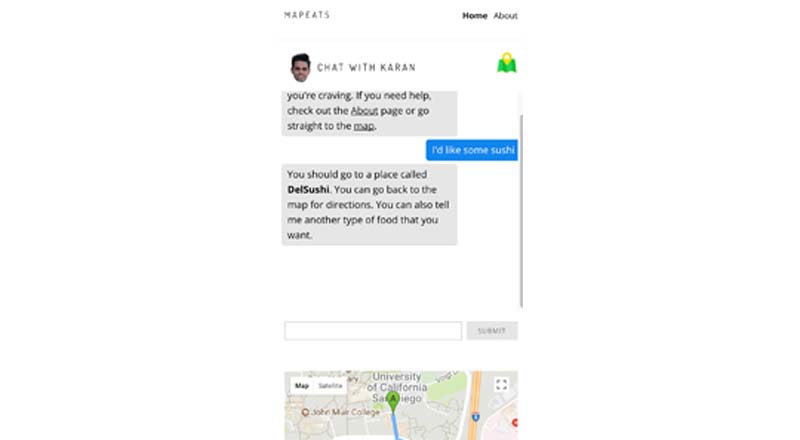 MAPEATS
Home About
CHAT WITH KARAN
you're craving. If you need help,
check out the About page or go
straight to the map.
I'd like some sushi
You should go to a place called
DelSushi. You can go back to the
map for directions. You can also tell
me another type of food that you
want.
SUBMIT
University
of California
San Diego
Map Satellite
John Muir College
A
5